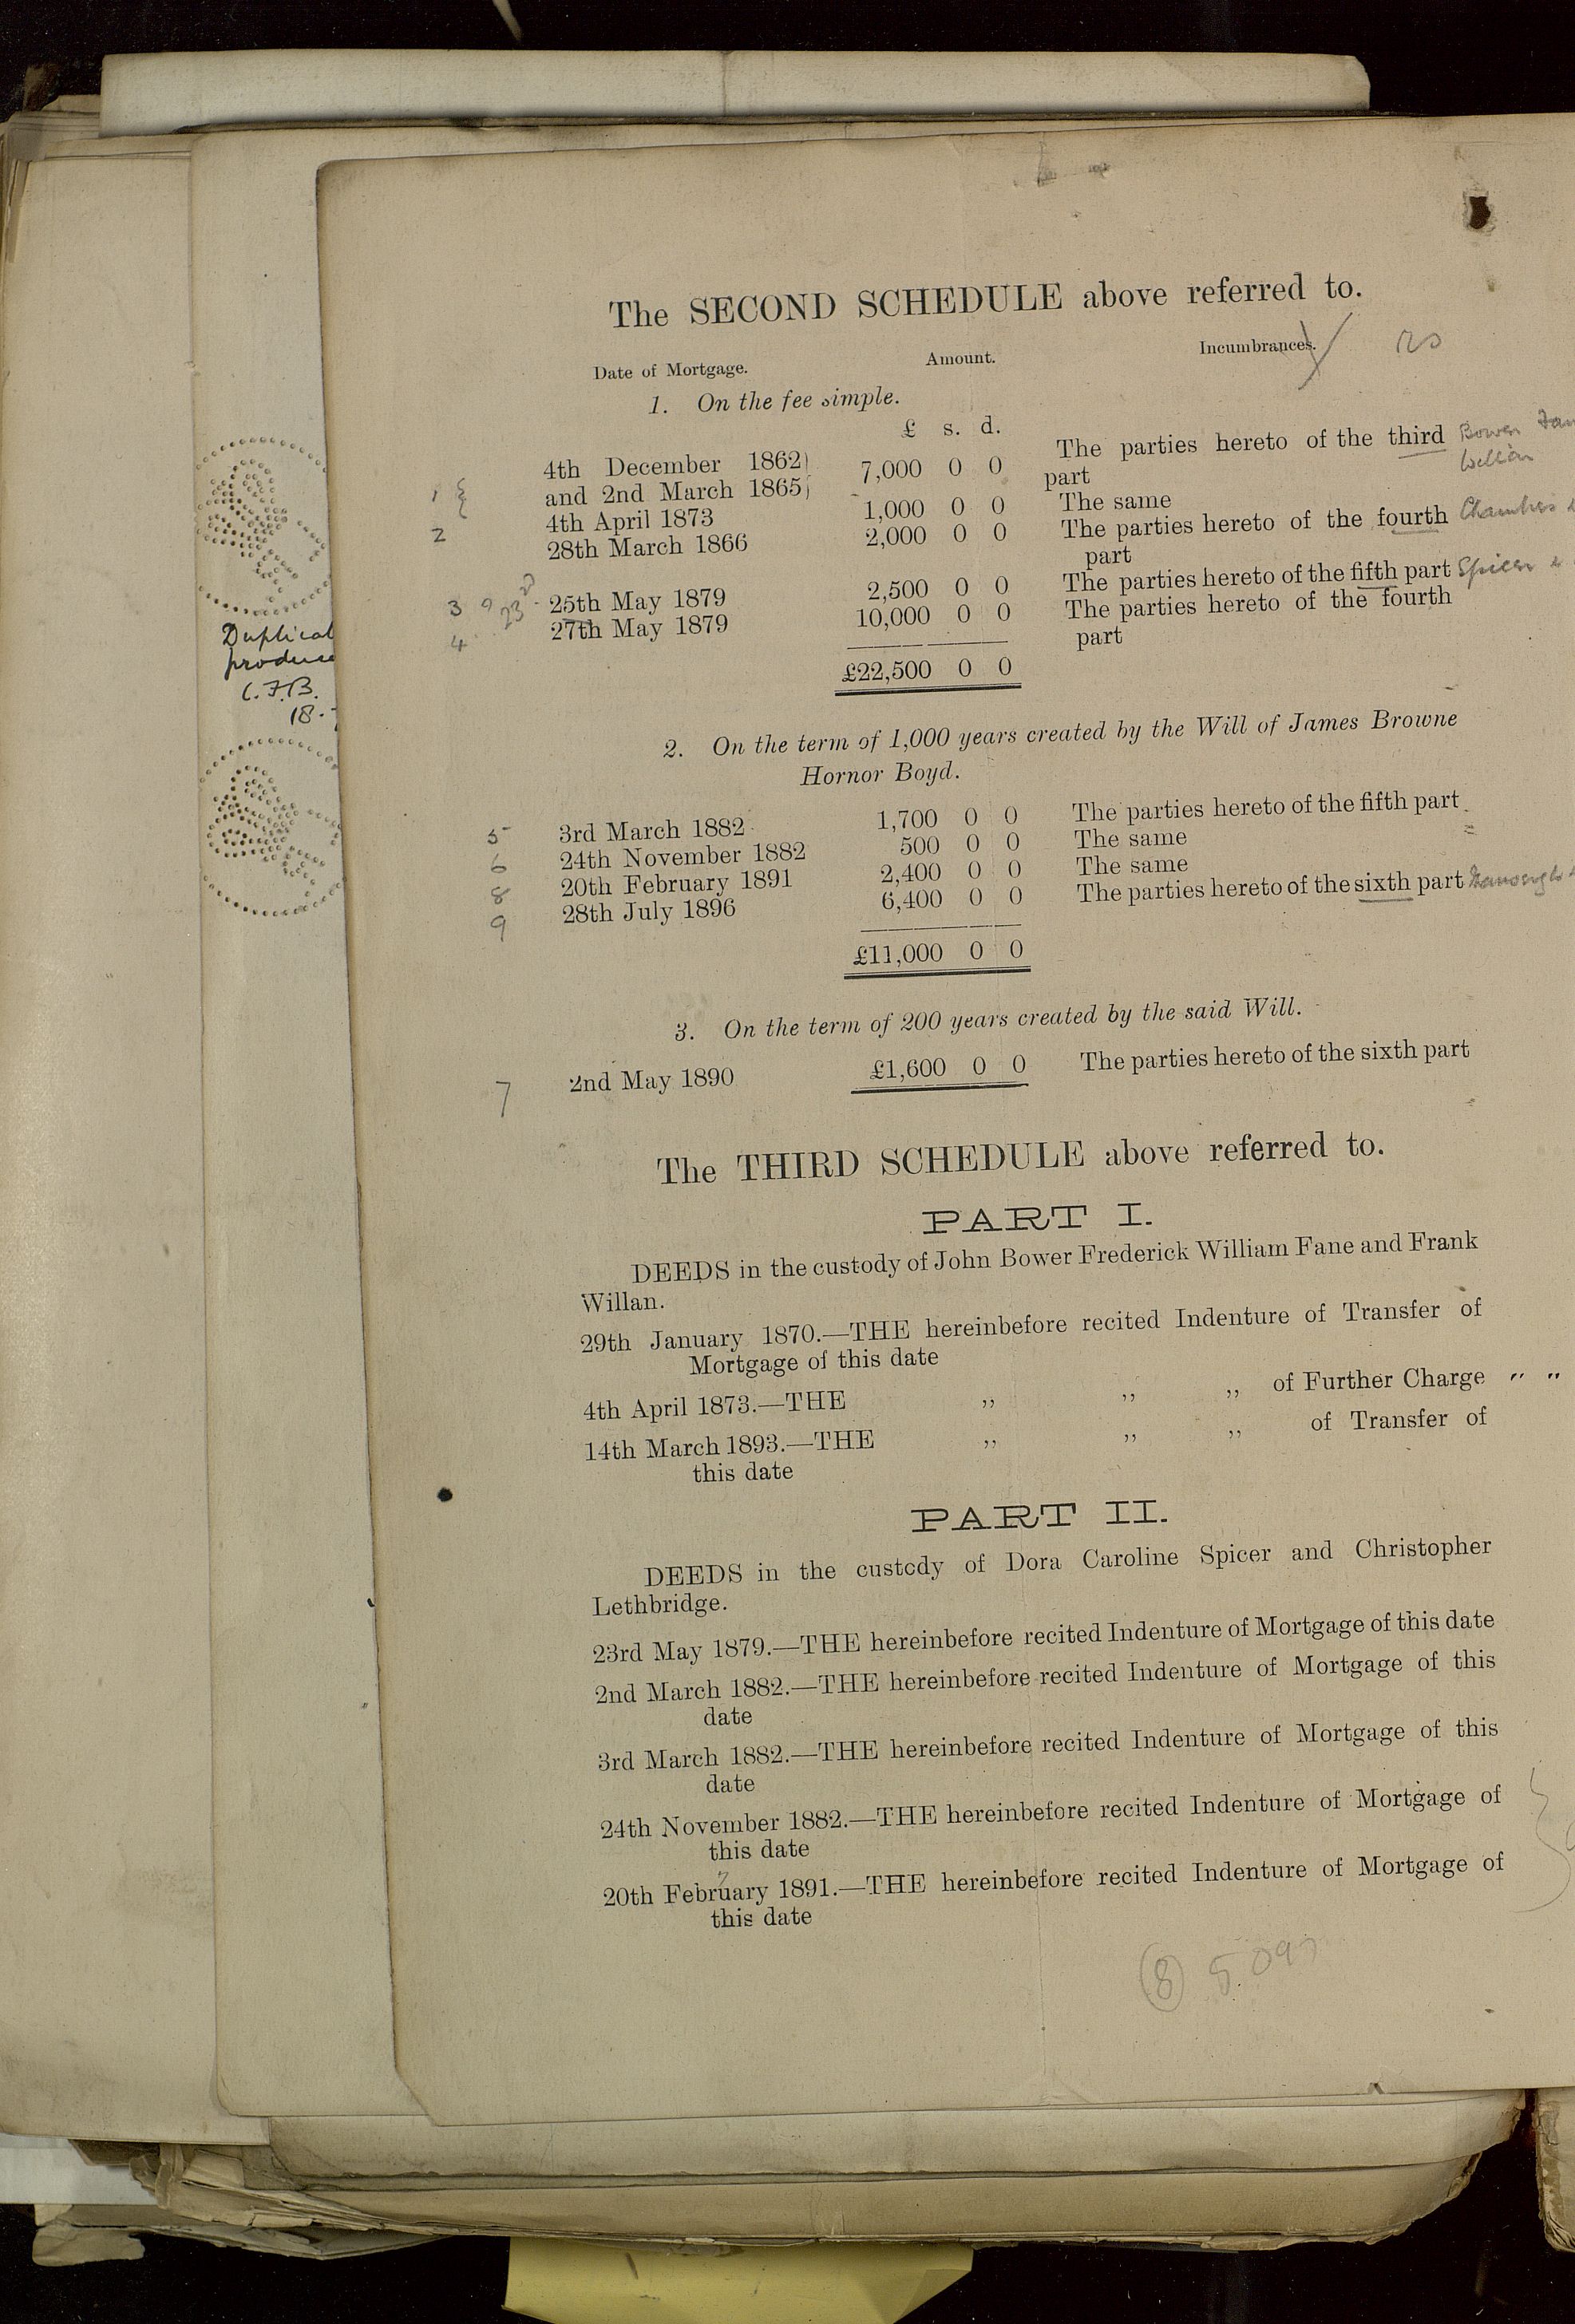 The SECOND SCHEDULE above referred to.
Date of Mortgage. Amount. Incumbrances.
1. On the fee simple.
£ s. d.
4th December 1862
and 2nd March 1865 7,000 0 0 The parties hereto of the third
part
Bower
Willan
1
4th April 1873 1,000 0 0 The same
2 28th March 1866 2,000 0 0 The parties hereto of the fourth
part
3 23rd 25th May 1879 2,500 0 0 The parties hereto of the fifth part Spicer
4 27th May 1879 10,000 0 0 The parties hereto of the fourth
part
£22,500 0 0
2. On the term of 1,000 years created by the Will of James Browne
Hornor Boyd.
5 3rd March 1882 1,700 0 0 The parties hereto of the fifth part
6 24th November 1882 500 0 0 The same
8 20th February 1891 2,400 0 0 The same
9 28th July 1896 6,400 0 0 The parties hereto of the sixth part
£11,000 0 0
3. On the term of 200 years created by the said Will.
7 2nd May 1890 £1,600 0 0 The parties hereto of the sixth part
The THIRD SCHEDULE above referred to.
PART I.
DEEDS in the custody of John Bower Frederick William Fane and Frank
Willan.
29th January 1870.—THE hereinbefore recited Indenture of Transfer of
Mortgage of this date
4th April 1873.—THE ,, ,, ,, of Further Charge " "
14th March 1893.—THE ,, ,, ,, of Transfer of
this date
PART II.
DEEDS in the custody of Dora Caroline Spicer and Christopher
Lethbridge.
23rd May 1879.—THE hereinbefore recited Indenture of Mortgage of this date
2nd March 1882.—THE hereinbefore recited Indenture of Mortgage of this
date
3rd March 1882.—THE hereinbefore recited Indenture of Mortgage of this
date
24th November 1882.—THE hereinbefore recited Indenture of Mortgage of
this date
20th February 1891.—THE hereinbefore recited Indenture of Mortgage of
this date
(8)
Duplicat
produce
C.F.B.
18.